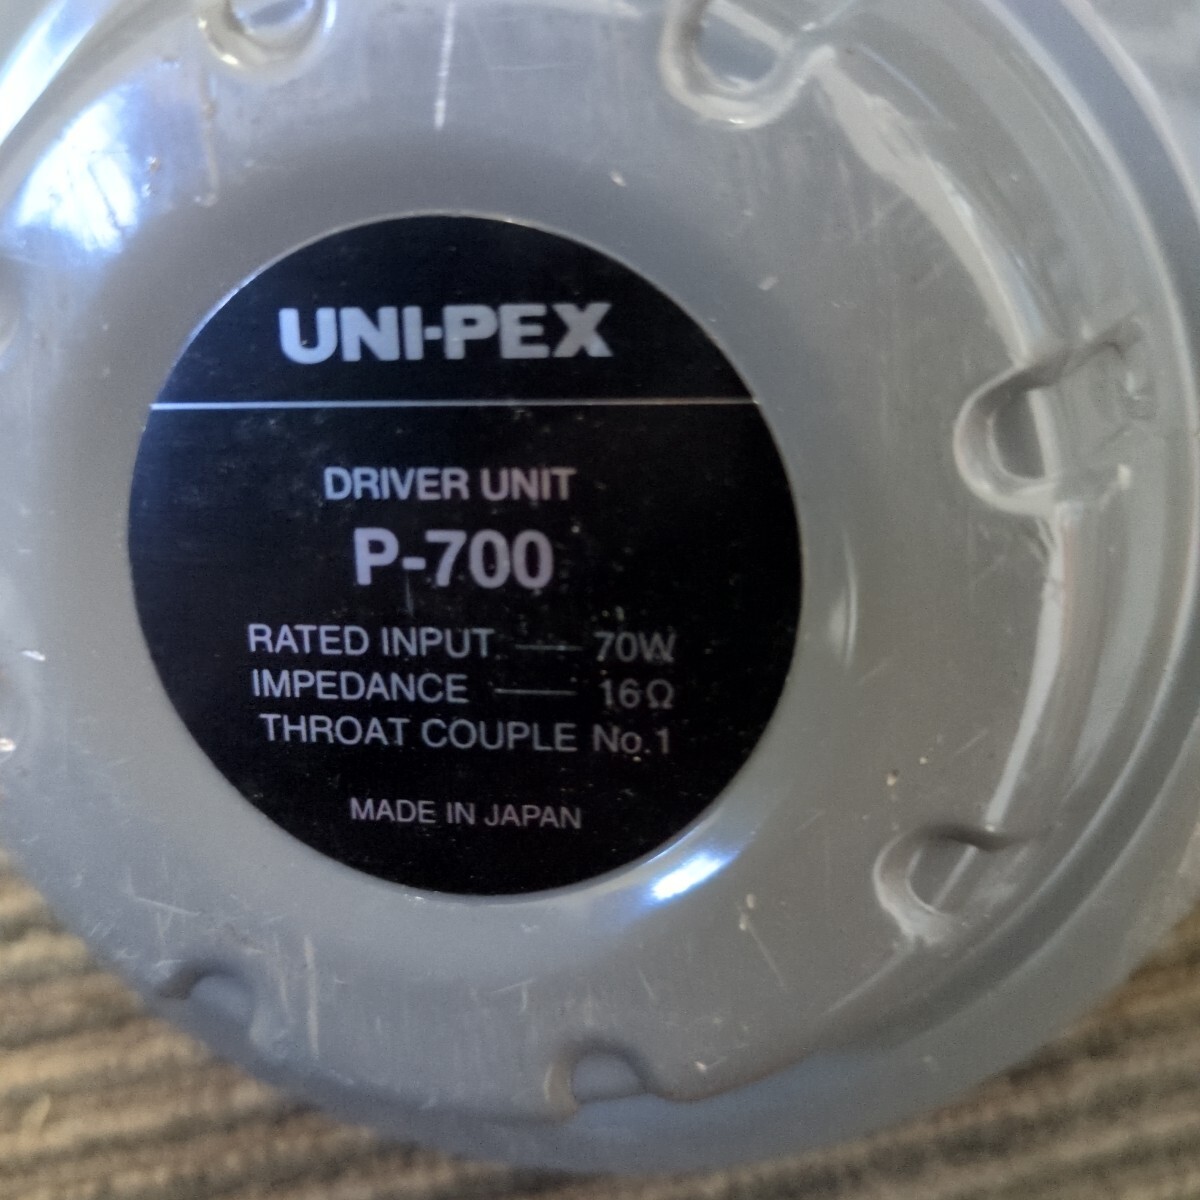 UNI-PEX
DRIVER UNIT
P-700
RATED INPUT — 70W
IMPEDANCE — 16Ω
THROAT COUPLE No.1
MADE IN JAPAN